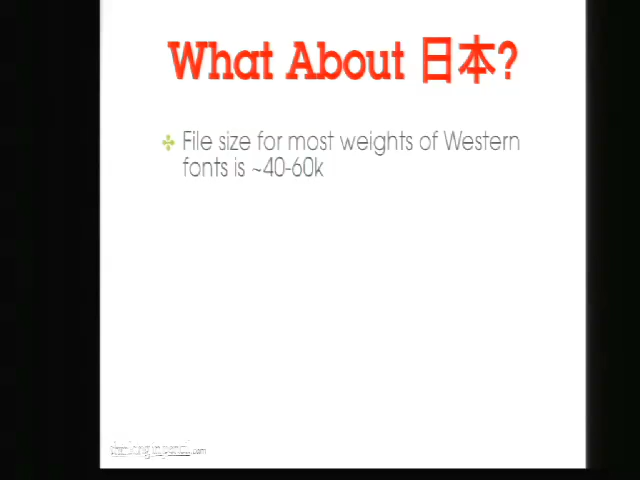 What About 日本?
File size for most weights of Western
fonts is ~40-60k